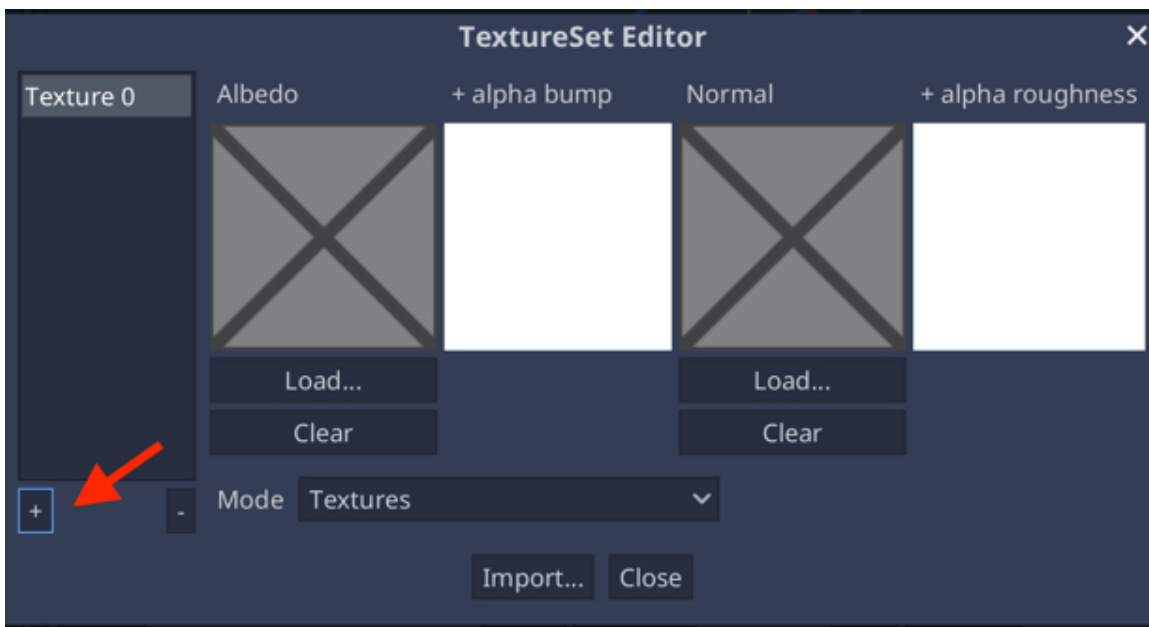 TextureSet Editor ×
Texture 0
Albedo + alpha bump Normal + alpha roughness
Load... Load...
Clear Clear
+ -
Mode Textures
Import... Close